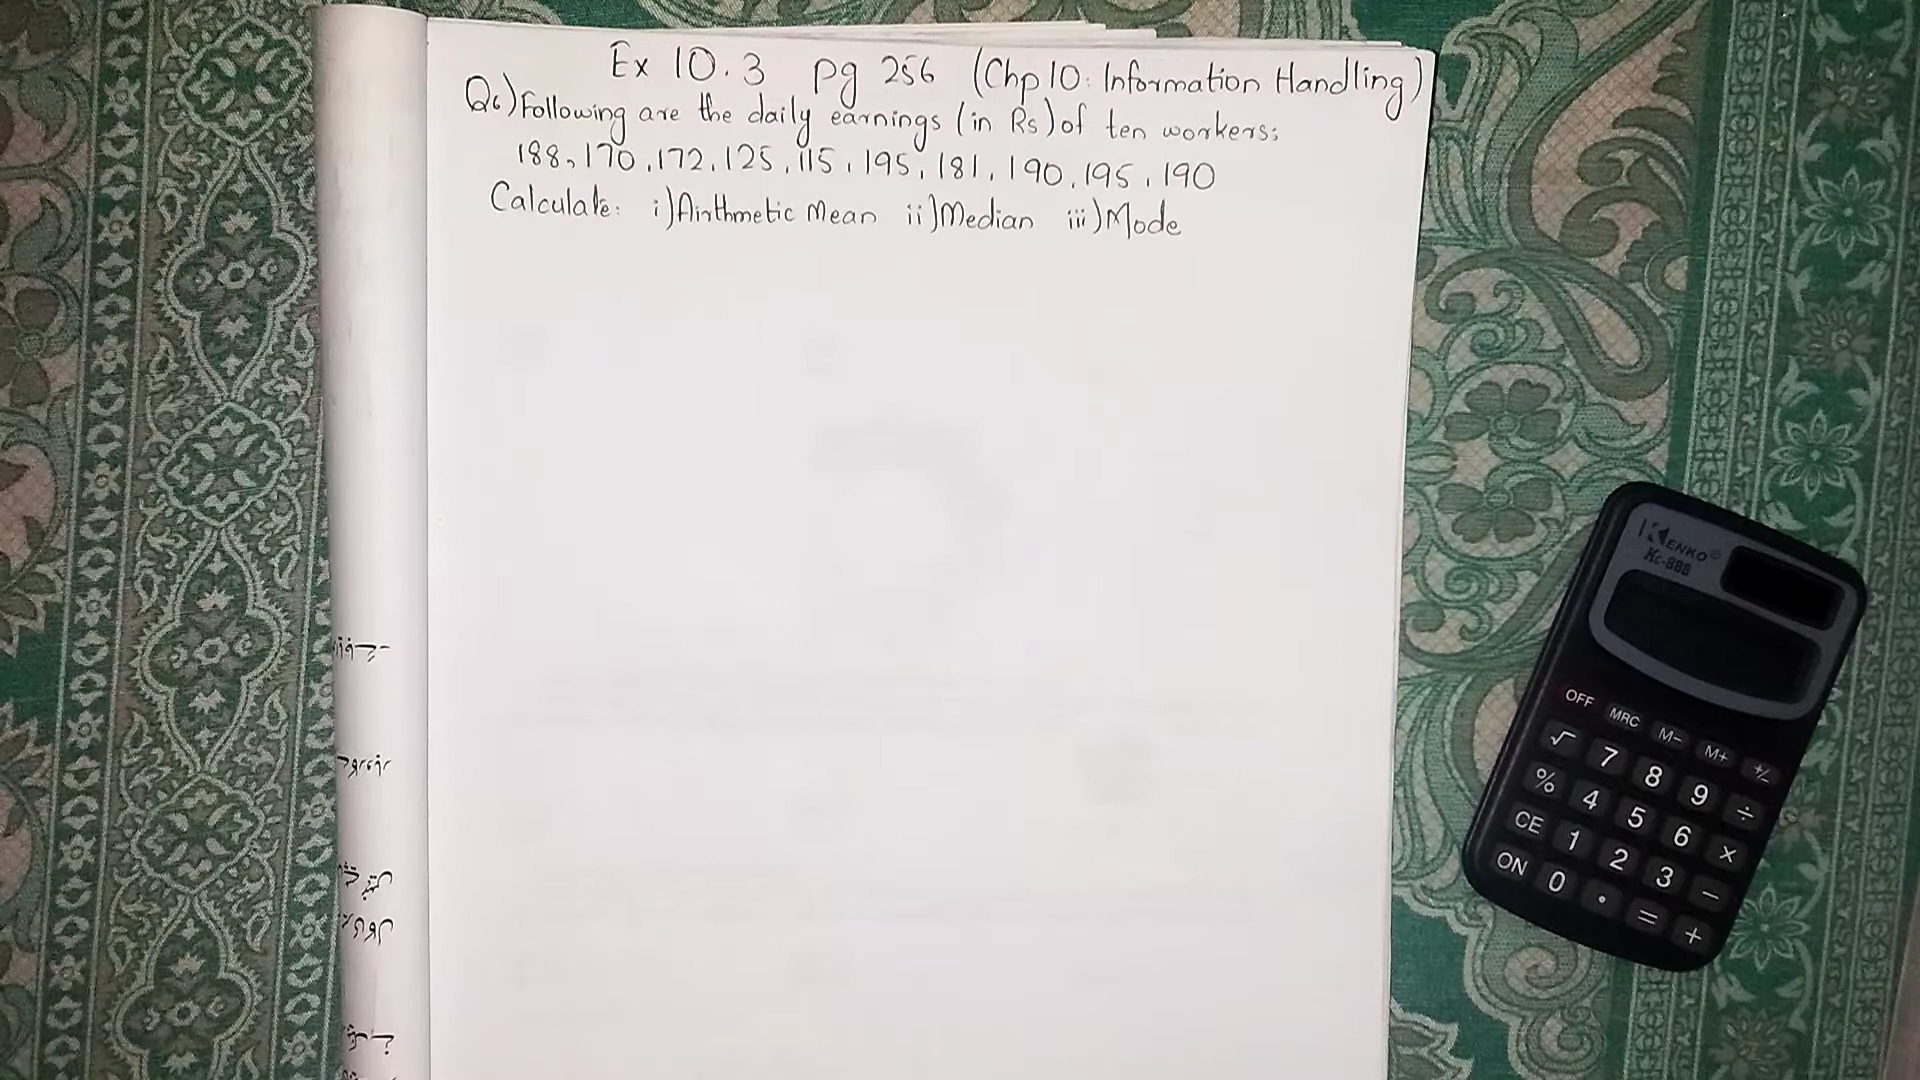 Ex 10.3 pg 256 (Chp 10: Information Handling)
Q6) Following are the daily earnings (in Rs) of ten workers:
188, 170, 172, 125, 115, 195, 181, 190, 195, 190
Calculate: i) Airthmetic Mean ii) Median iii) Mode
KENKO®
Kc-888
OFF MRC M- M+ +/-
√ 7 8 9 ÷
% 4 5 6 ×
CE 1 2 3 −
ON 0 . = +